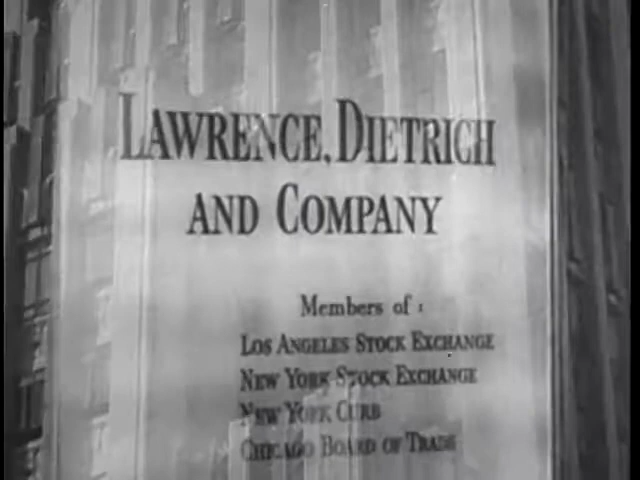 LAWRENCE, DIETRICH
AND COMPANY
Members of :
LOS ANGELES STOCK EXCHANGE
NEW YORK STOCK EXCHANGE
NEW YORK CURB
CHICAGO BOARD OF TRADE